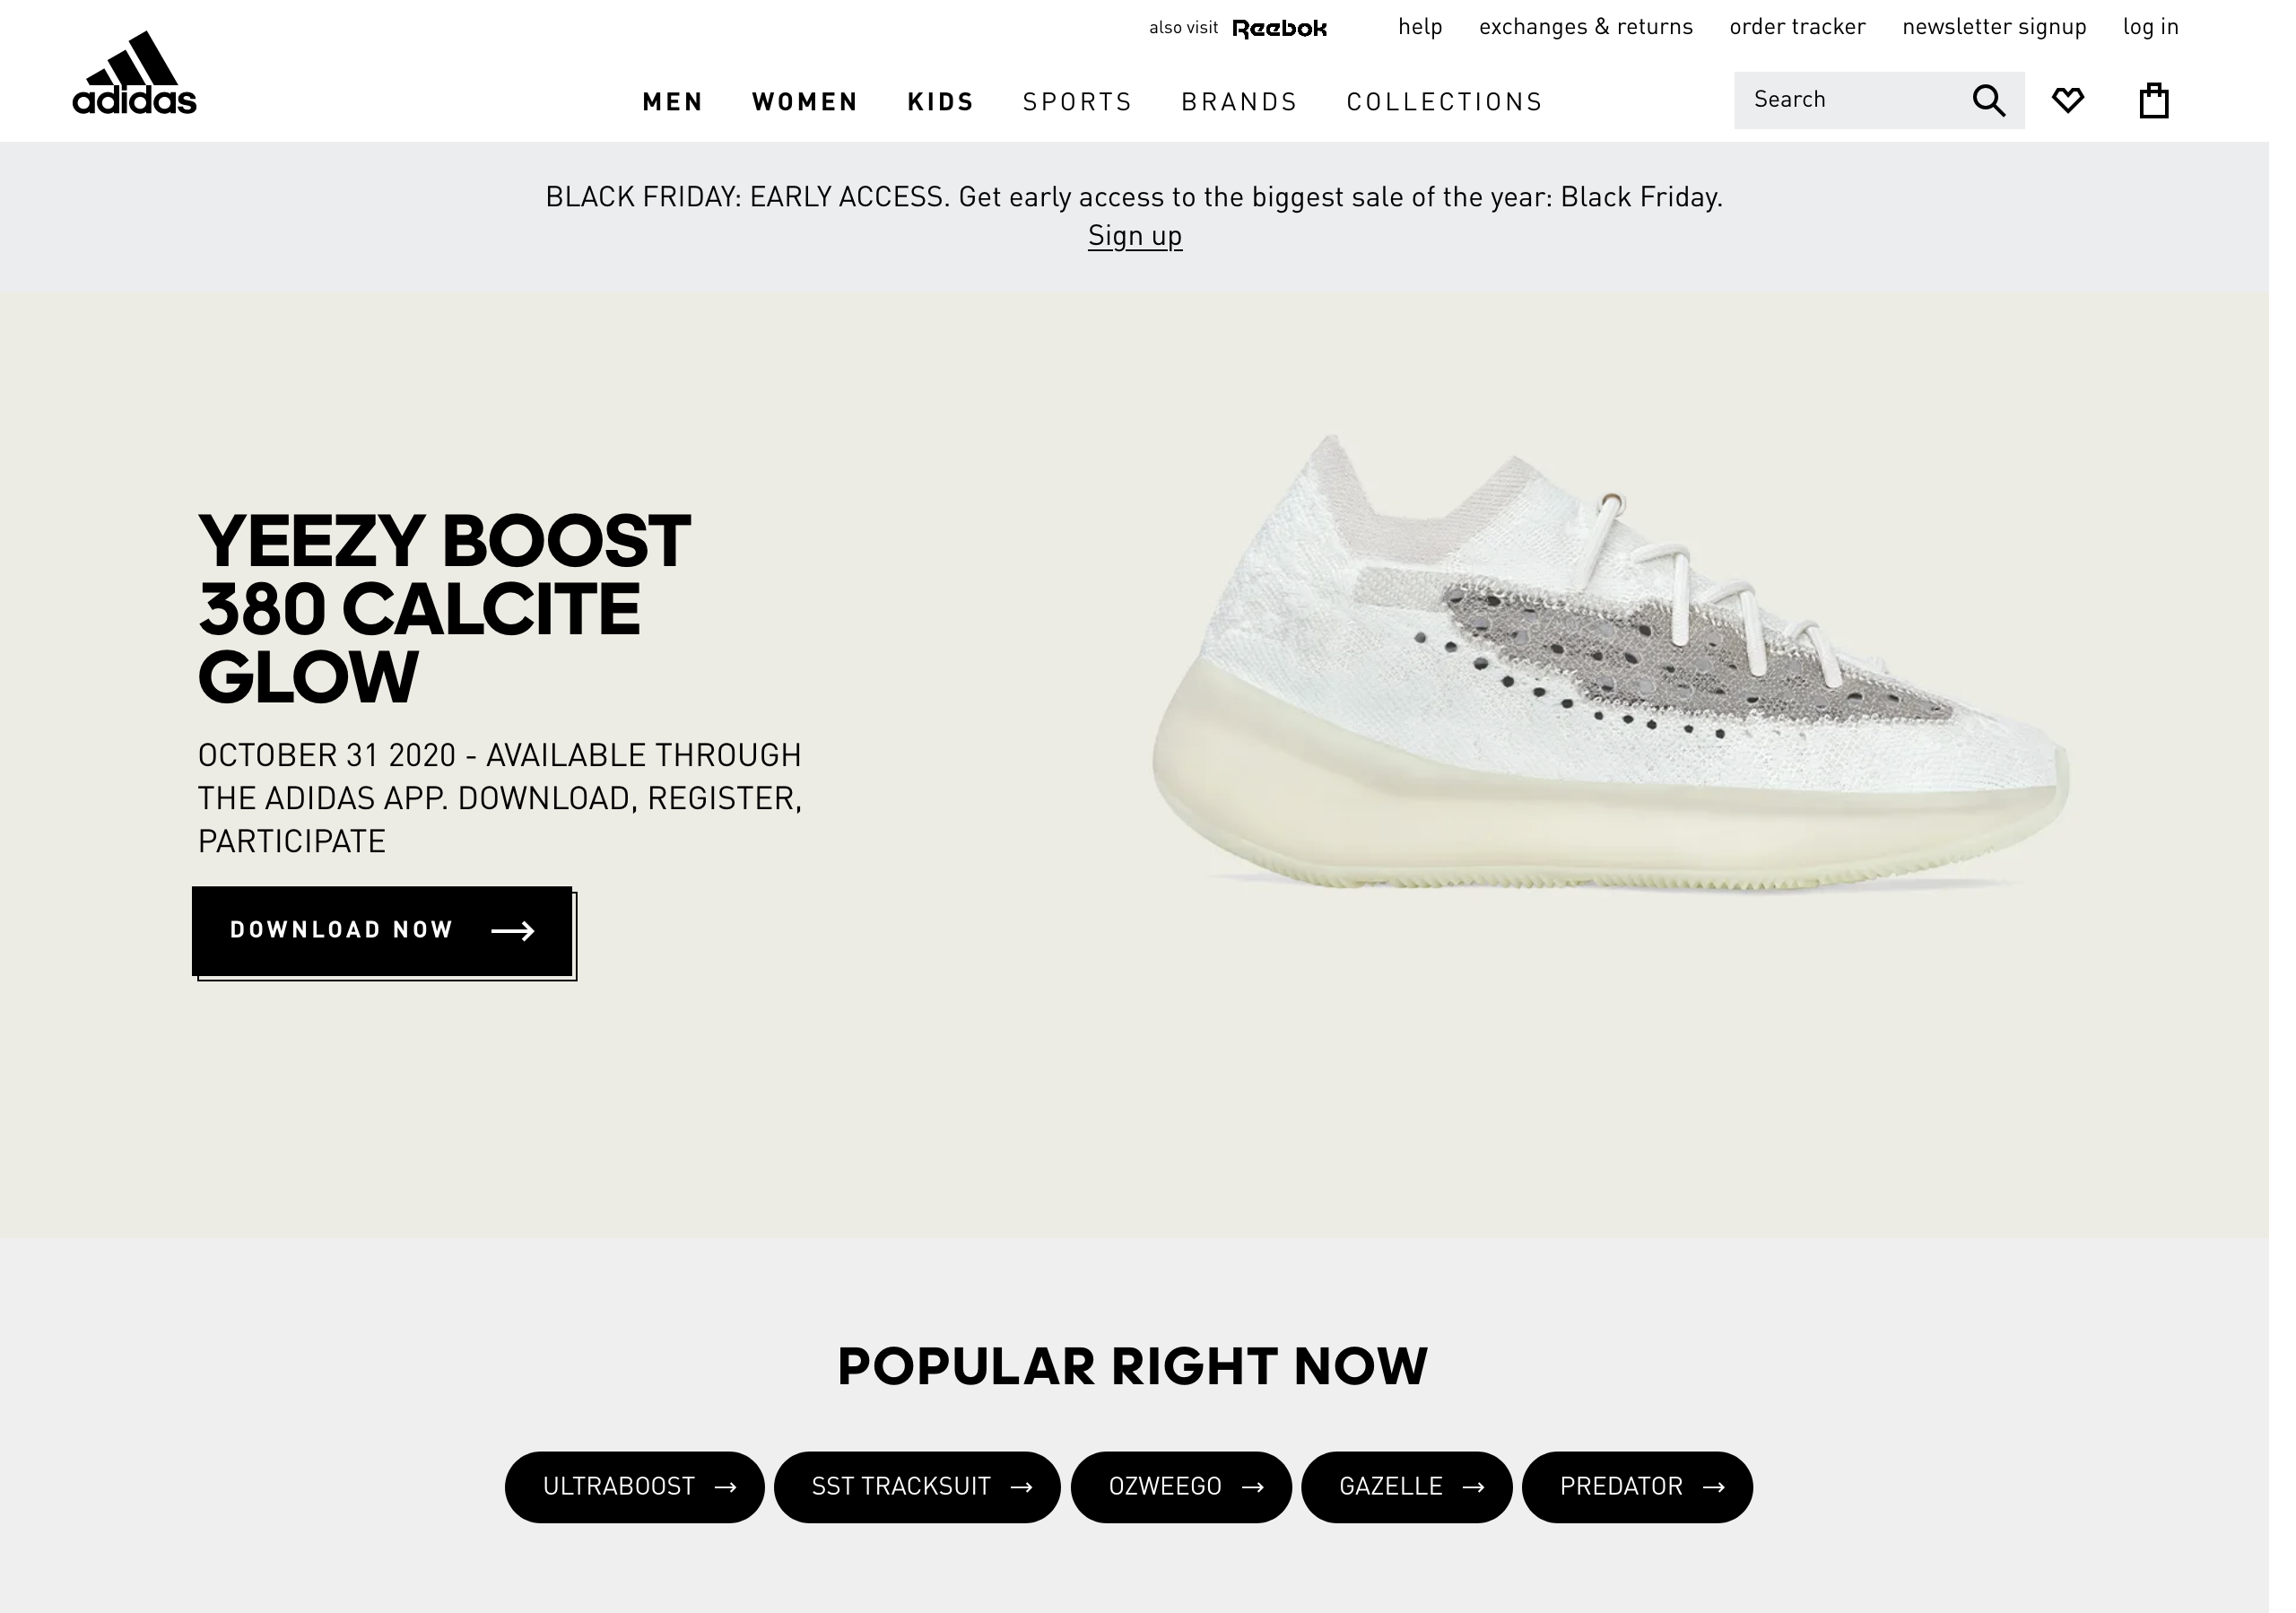 also visit Reebok help exchanges & returns order tracker newsletter signup log in
adidas
MEN WOMEN KIDS SPORTS BRANDS COLLECTIONS Search
BLACK FRIDAY: EARLY ACCESS. Get early access to the biggest sale of the year: Black Friday.
Sign up
YEEZY BOOST
380 CALCITE
GLOW
OCTOBER 31 2020 - AVAILABLE THROUGH
THE ADIDAS APP. DOWNLOAD, REGISTER,
PARTICIPATE
DOWNLOAD NOW
POPULAR RIGHT NOW
ULTRABOOST SST TRACKSUIT OZWEEGO GAZELLE PREDATOR